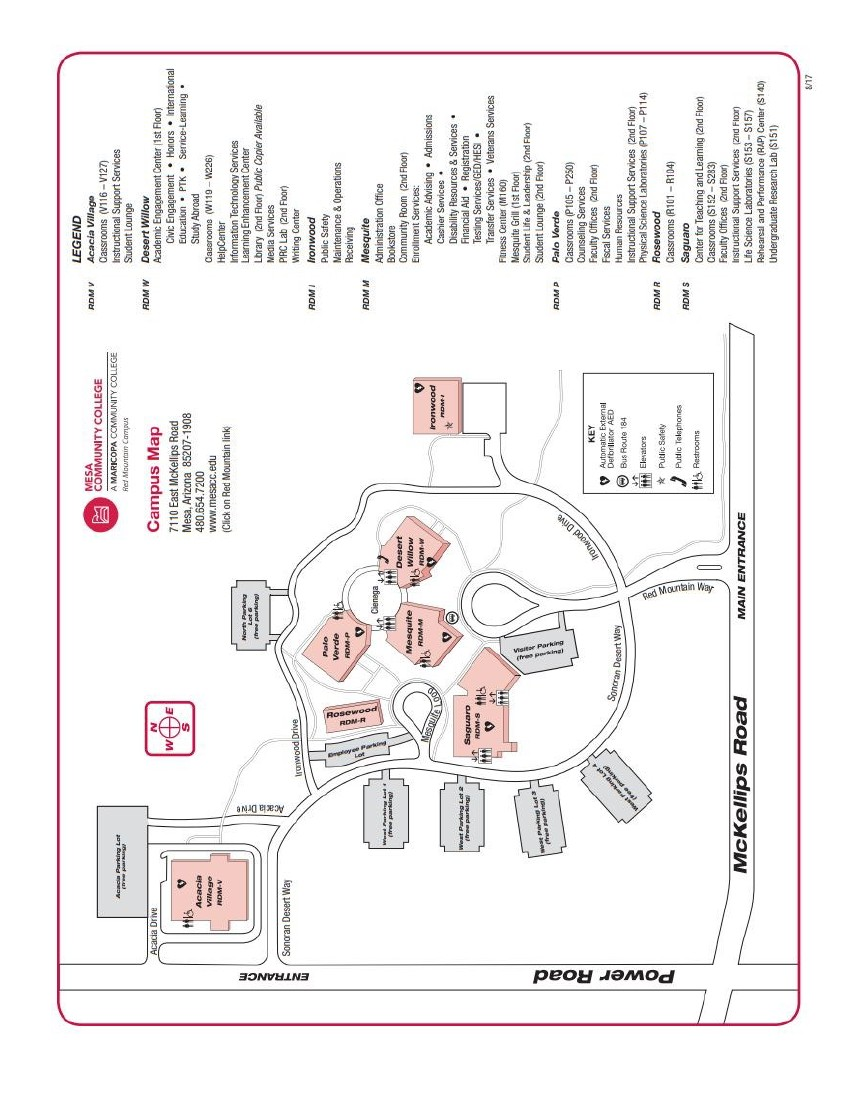 MESA
COMMUNITY COLLEGE
A MARICOPA COMMUNITY COLLEGE
Red Mountain Campus
Campus Map
7110 East McKellips Road
Mesa, Arizona 85207-1908
480.654.7200
www.mesacc.edu
(Click on Red Mountain link)
LEGEND
RDM V Acacia Village
Classrooms (V116 – V127)
Instructional Support Services
Student Lounge
RDM W Desert Willow
Academic Engagement Center (1st Floor)
Civic Engagement • Honors • International
Education • PTK • Service-Learning •
Study Abroad
Classrooms (W119 – W226)
HelpCenter
Information Technology Services
Learning Enhancement Center
Library (2nd Floor) Public Copier Available
Media Services
PRC Lab (2nd Floor)
Writing Center
RDM I Ironwood
Public Safety
Maintenance & Operations
Receiving
RDM M Mesquite
Administration Office
Bookstore
Community Room (2nd Floor)
Enrollment Services:
Academic Advising • Admissions
Cashier Services •
Disability Resources & Services •
Financial Aid • Registration
Testing Services/GED/HESI •
Transfer Services • Veterans Services
Fitness Center (M160)
Mesquite Grill (1st Floor)
Student Life & Leadership (2nd Floor)
Student Lounge (2nd Floor)
RDM P Palo Verde
Classrooms (P105 – P250)
Counseling Services
Faculty Offices (2nd Floor)
Fiscal Services
Human Resources
Instructional Support Services (2nd Floor)
Physical Science Laboratories (P107 – P114)
RDM R Rosewood
Classrooms (R101 – R104)
RDM S Saguaro
Center for Teaching and Learning (2nd Floor)
Classrooms (S152 – S283)
Faculty Offices (2nd Floor)
Instructional Support Services (2nd Floor)
Life Science Laboratories (S153 – S157)
Rehearsal and Performance (RAP) Center (S140)
Undergraduate Research Lab (S151)
N
W E
S
Acacia Parking Lot
(free parking)
Acacia Drive
Acacia
Village
RDM-V
Acacia Drive
Sonoran Desert Way
ENTRANCE
Power Road
North Parking
Lot 6
(free parking)
Ironwood Drive
Palo
Verde
RDM-P
Cienega
Desert
Willow
RDM-W
Mesquite
RDM-M
Rosewood
RDM-R
Employee Parking
Lot
Mesquite Loop
Saguaro
RDM-S
Visitor Parking
(free parking)
West Parking Lot 1
(free parking)
West Parking Lot 2
(free parking)
West Parking Lot 3
(free parking)
West Parking Lot 4
(free parking)
Ironwood
RDM-I
Ironwood Drive
Sonoran Desert Way
Red Mountain Way
KEY
Automatic External
Defibrillator AED
Bus Route 184
Elevators
Public Safety
Public Telephones
Restrooms
MAIN ENTRANCE
McKellips Road